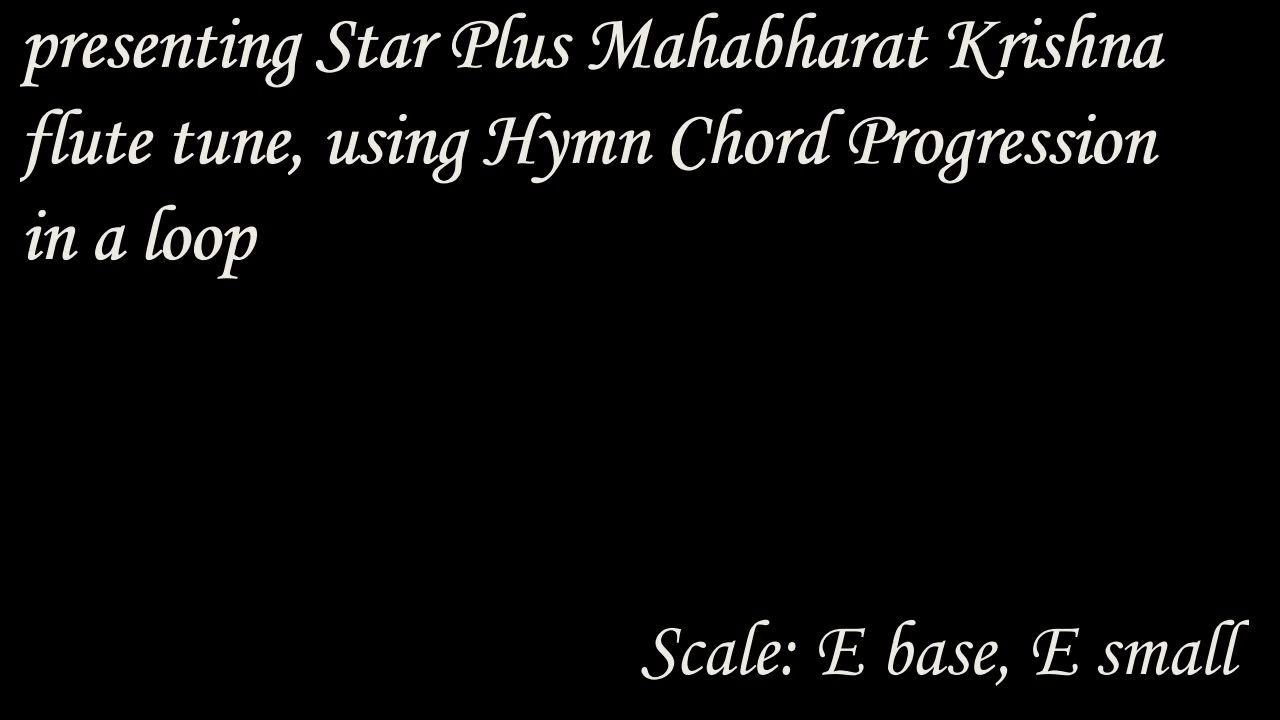 presenting Star Plus Mahabharat Krishna
flute tune, using Hymn Chord Progression
in a loop
Scale: E base, E small